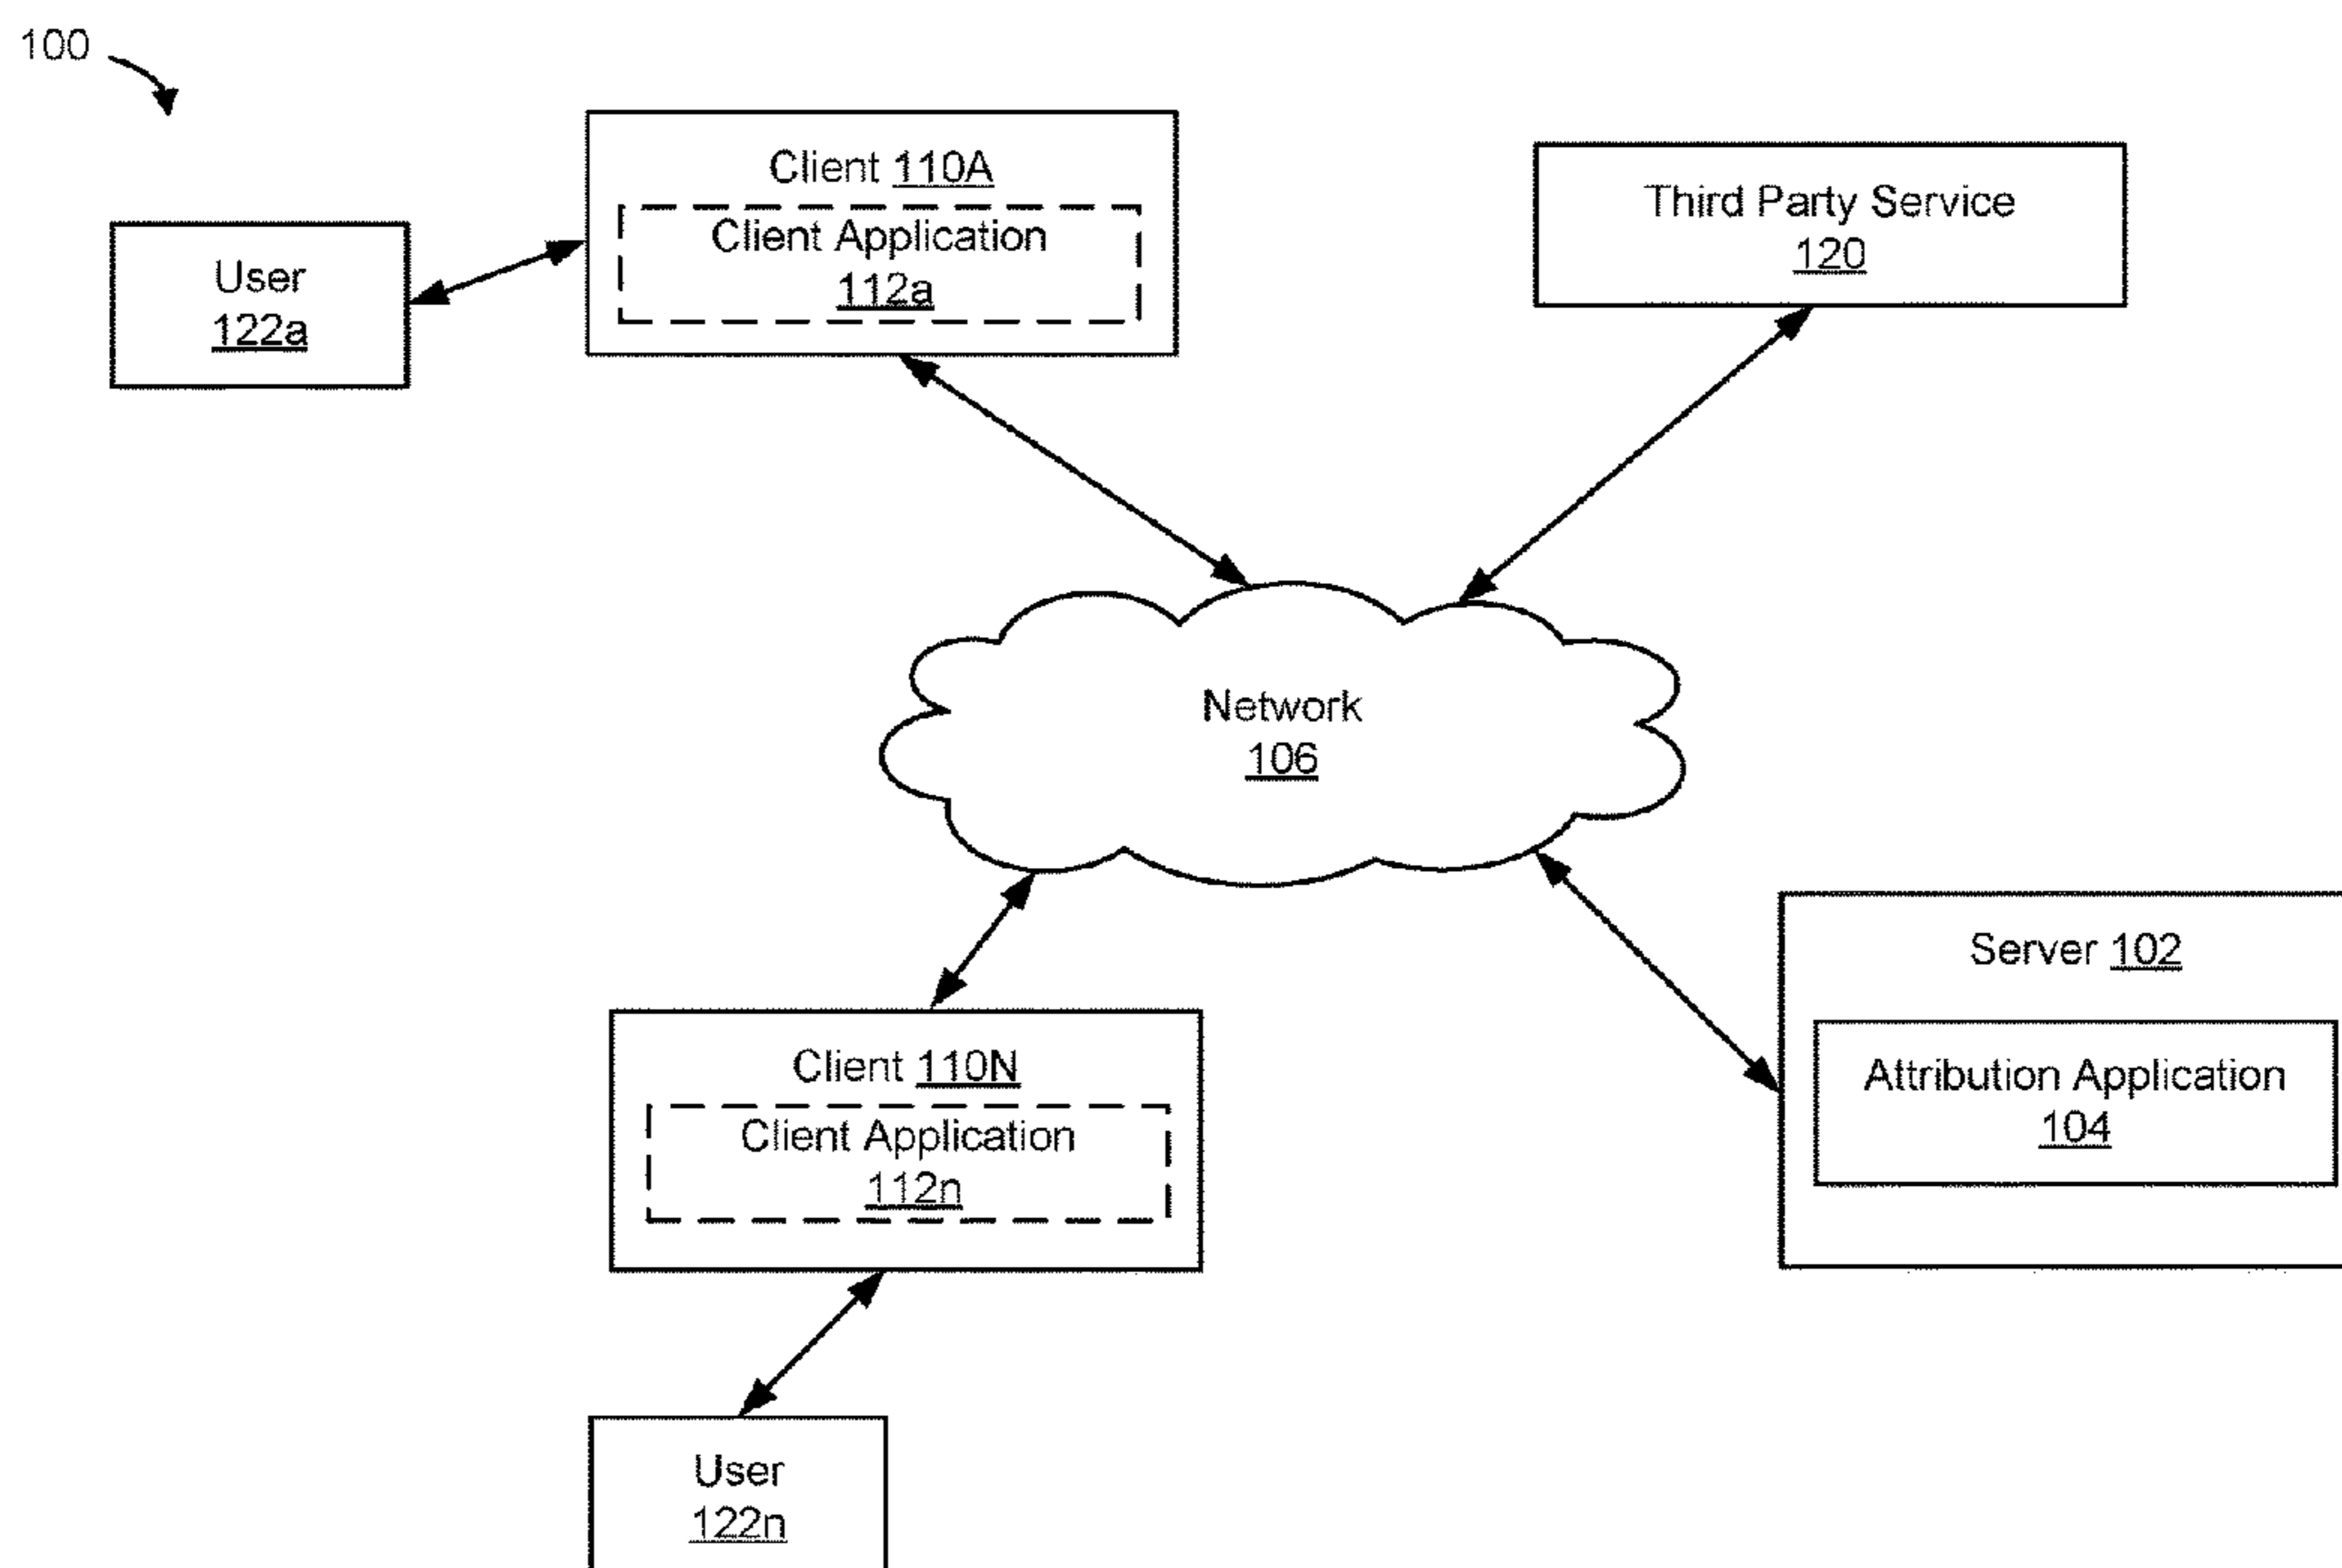 100
Client 110A
Client Application
112a
Third Party Service
120
User
122a
Network
106
Server 102
Attribution Application
104
Client 110N
Client Application
112n
User
122n